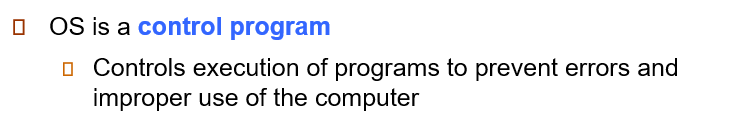 OS is a control program
Controls execution of programs to prevent errors and
improper use of the computer